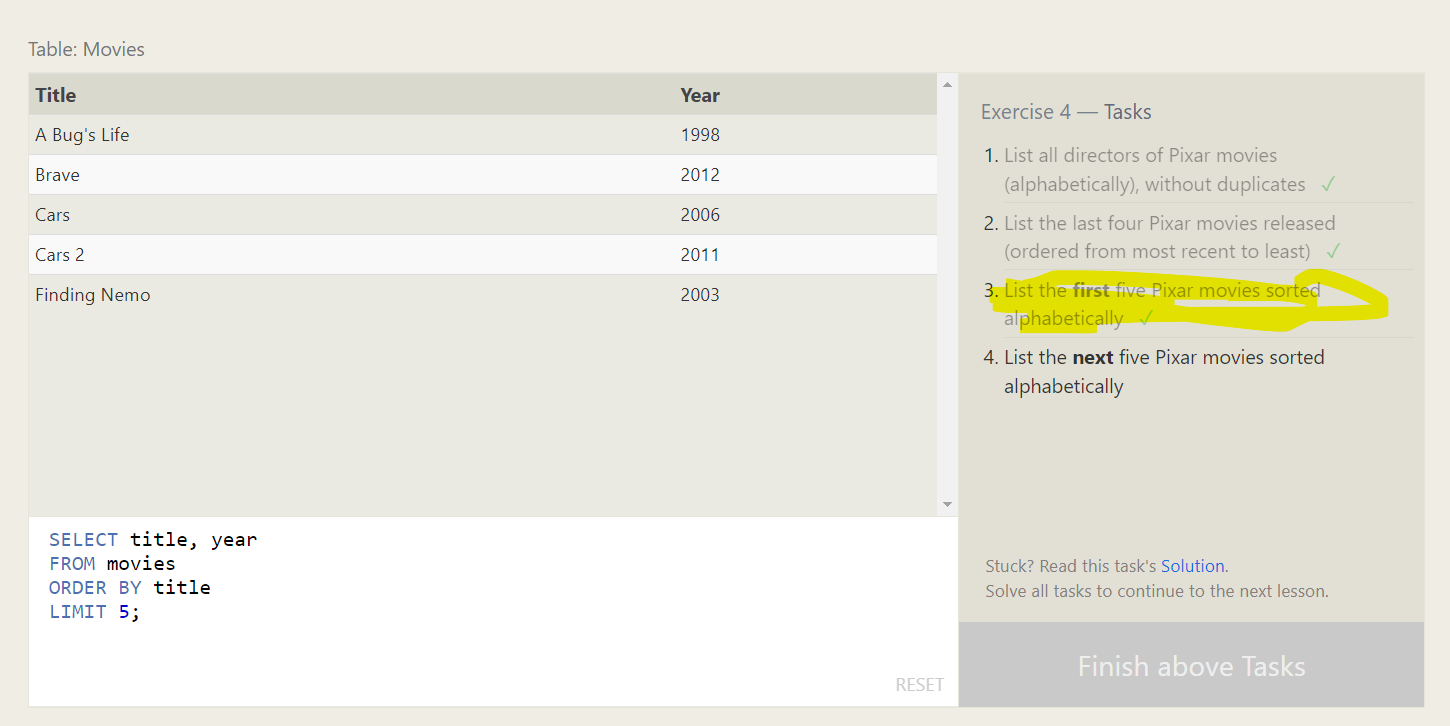 Table: Movies
Title Year
A Bug's Life 1998
Brave 2012
Cars 2006
Cars 2 2011
Finding Nemo 2003
SELECT title, year
FROM movies
ORDER BY title
LIMIT 5;
RESET
Exercise 4 — Tasks
1. List all directors of Pixar movies
(alphabetically), without duplicates ✓
2. List the last four Pixar movies released
(ordered from most recent to least) ✓
3. List the first five Pixar movies sorted
alphabetically ✓
4. List the next five Pixar movies sorted
alphabetically
Stuck? Read this task's Solution.
Solve all tasks to continue to the next lesson.
Finish above Tasks